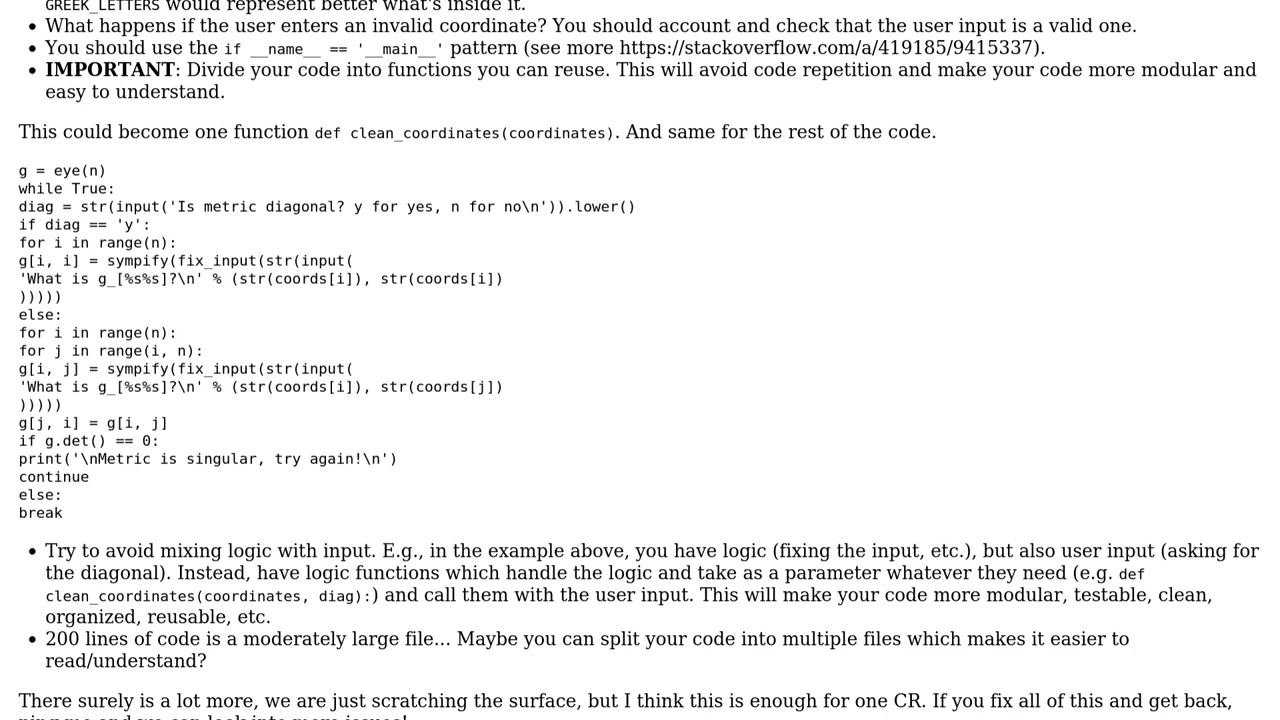 GREEK_LETTERS would represent better what's inside it.
What happens if the user enters an invalid coordinate? You should account and check that the user input is a valid one.
You should use the if __name__ == '__main__' pattern (see more https://stackoverflow.com/a/419185/9415337).
IMPORTANT: Divide your code into functions you can reuse. This will avoid code repetition and make your code more modular and
easy to understand.
This could become one function def clean_coordinates(coordinates). And same for the rest of the code.
g = eye(n)
while True:
diag = str(input('Is metric diagonal? y for yes, n for no\n')).lower()
if diag == 'y':
for i in range(n):
g[i, i] = sympify(fix_input(str(input(
'What is g_[%s%s]?\n' % (str(coords[i]), str(coords[i])
)))))
else:
for i in range(n):
for j in range(i, n):
g[i, j] = sympify(fix_input(str(input(
'What is g_[%s%s]?\n' % (str(coords[i]), str(coords[j])
)))))
g[j, i] = g[i, j]
if g.det() == 0:
print('\nMetric is singular, try again!\n')
continue
else:
break
Try to avoid mixing logic with input. E.g., in the example above, you have logic (fixing the input, etc.), but also user input (asking for
the diagonal). Instead, have logic functions which handle the logic and take as a parameter whatever they need (e.g. def
clean_coordinates(coordinates, diag):) and call them with the user input. This will make your code more modular, testable, clean,
organized, reusable, etc.
200 lines of code is a moderately large file... Maybe you can split your code into multiple files which makes it easier to
read/understand?
There surely is a lot more, we are just scratching the surface, but I think this is enough for one CR. If you fix all of this and get back,